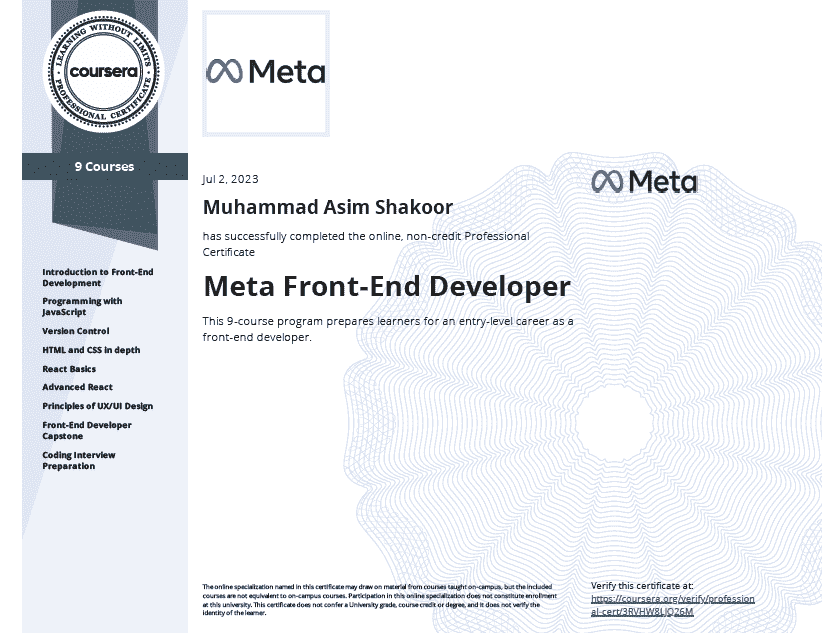 LEARNING WITHOUT LIMITS
coursera
PROFESSIONAL CERTIFICATE
9 Courses
Introduction to Front-End
Development
Programming with
JavaScript
Version Control
HTML and CSS in depth
React Basics
Advanced React
Principles of UX/UI Design
Front-End Developer
Capstone
Coding Interview
Preparation
Meta
Jul 2, 2023
Muhammad Asim Shakoor
has successfully completed the online, non-credit Professional
Certificate
Meta Front-End Developer
This 9-course program prepares learners for an entry-level career as a
front-end developer.
Meta
The online specialization named in this certificate may draw on material from courses taught on-campus, but the included
courses are not equivalent to on-campus courses. Participation in this online specialization does not constitute enrollment
at this university. This certificate does not confer a University grade, course credit or degree, and it does not verify the
identity of the learner.
Verify this certificate at:
https://coursera.org/verify/profession
al-cert/3RVHW8LJQ26M